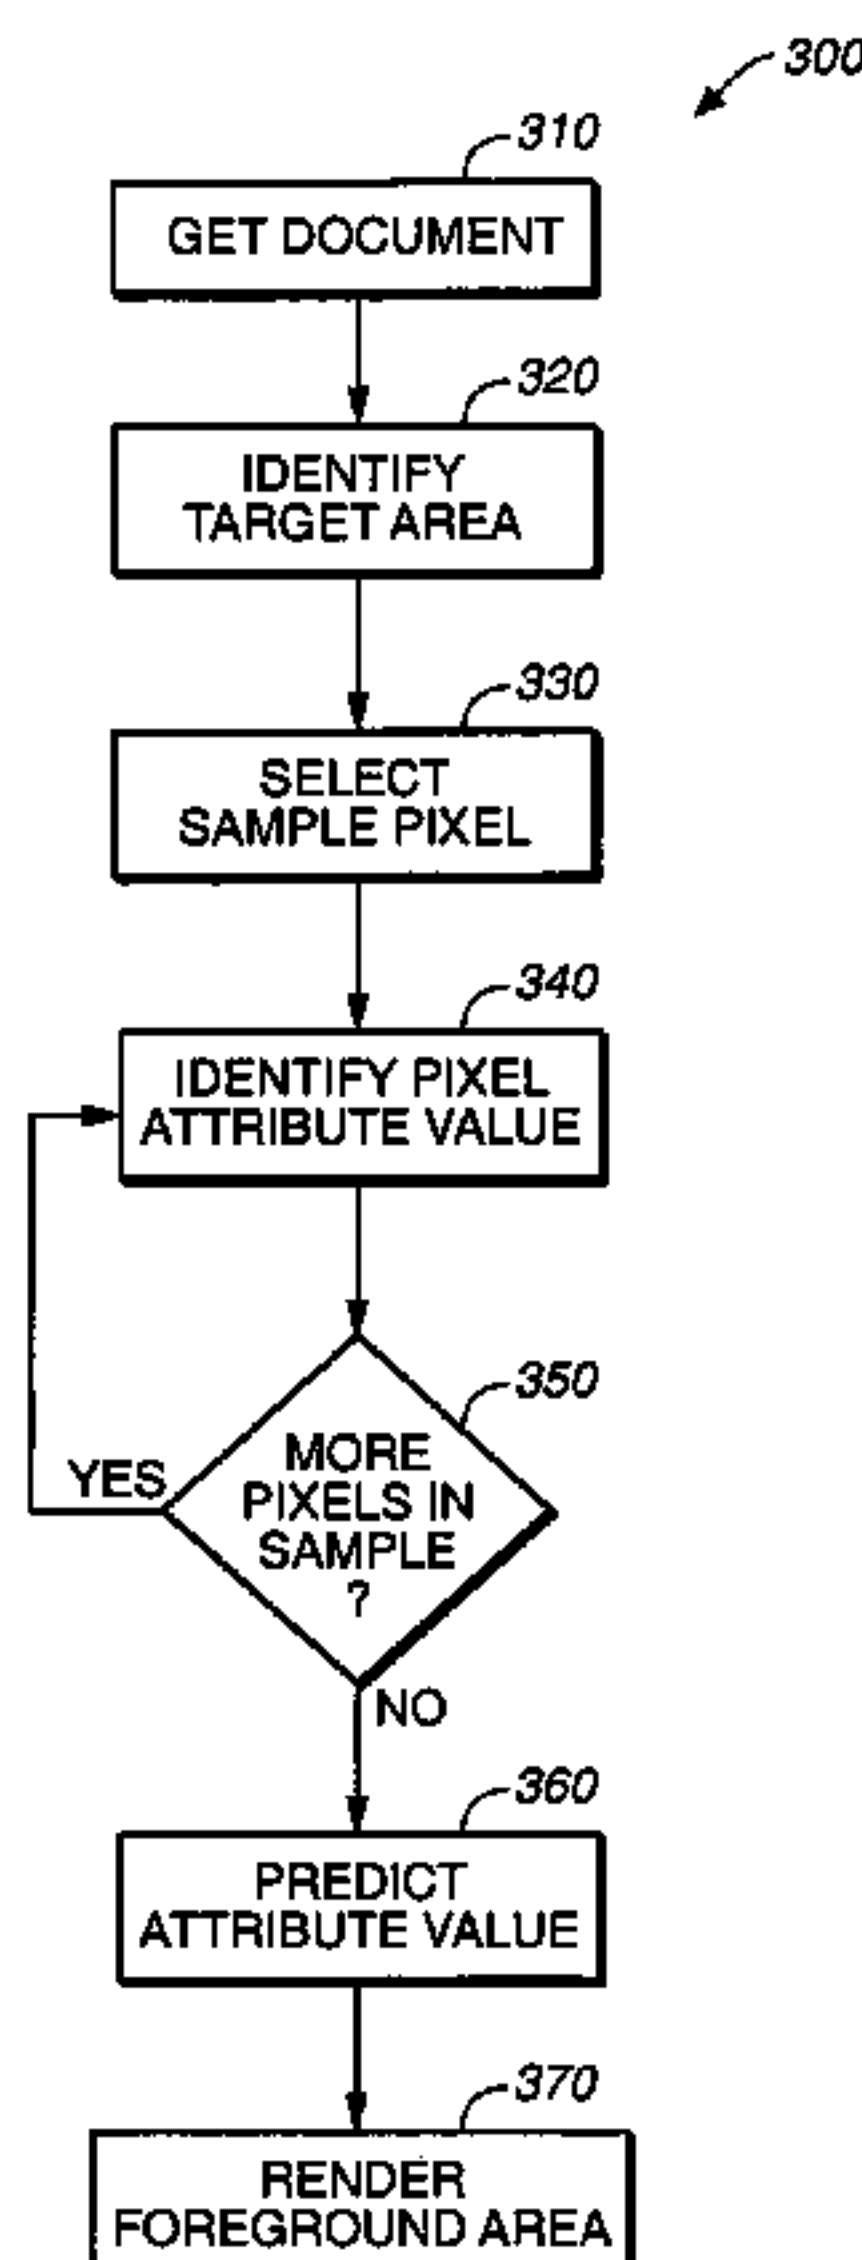 300
310
GET DOCUMENT
320
IDENTIFY
TARGET AREA
330
SELECT
SAMPLE PIXEL
340
IDENTIFY PIXEL
ATTRIBUTE VALUE
350
MORE
PIXELS IN
SAMPLE
?
YES
NO
360
PREDICT
ATTRIBUTE VALUE
370
RENDER
FOREGROUND AREA